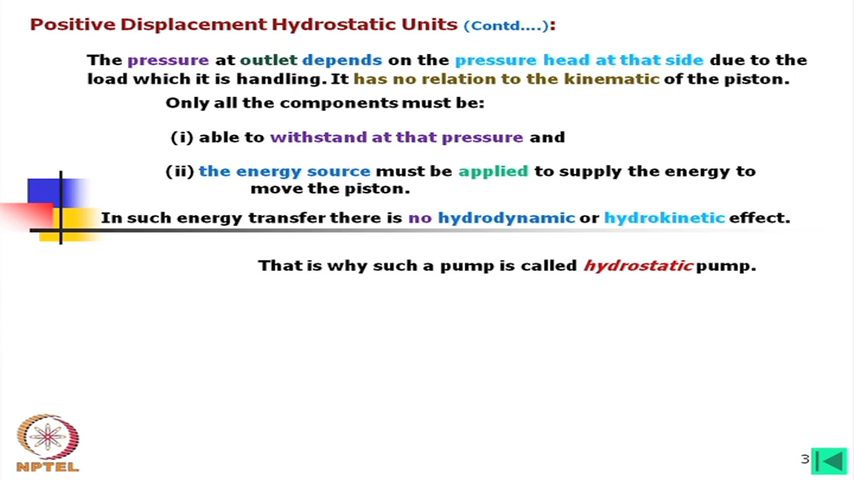 Positive Displacement Hydrostatic Units (Contd....):
The pressure at outlet depends on the pressure head at that side due to the
load which it is handling. It has no relation to the kinematic of the piston.
Only all the components must be:
(i) able to withstand at that pressure and
(ii) the energy source must be applied to supply the energy to
move the piston.
In such energy transfer there is no hydrodynamic or hydrokinetic effect.
That is why such a pump is called hydrostatic pump.
NPTEL
3